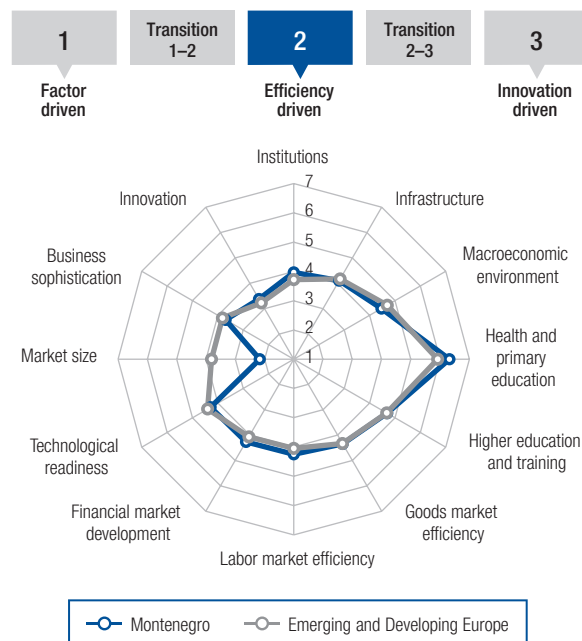 1
Transition
1–2
2
Transition
2–3
3
Factor
driven
Efficiency
driven
Innovation
driven
Institutions
Infrastructure
Macroeconomic
environment
Health and
primary
education
Higher education
and training
Goods market
efficiency
Labor market efficiency
Financial market
development
Technological
readiness
Market size
Business
sophistication
Innovation
7
6
5
4
3
2
1
Montenegro
Emerging and Developing Europe